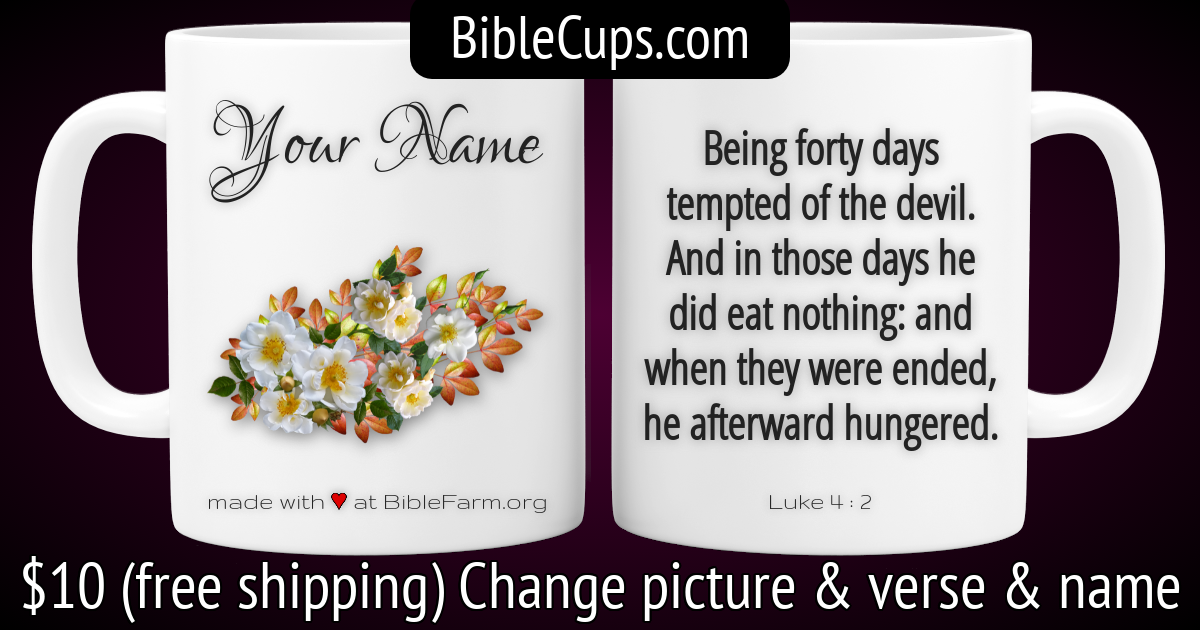 BibleCups.com
Your Name
made with ♥ at BibleFarm.org
Being forty days
tempted of the devil.
And in those days he
did eat nothing: and
when they were ended,
he afterward hungered.
Luke 4 : 2
$10 (free shipping) Change picture & verse & name